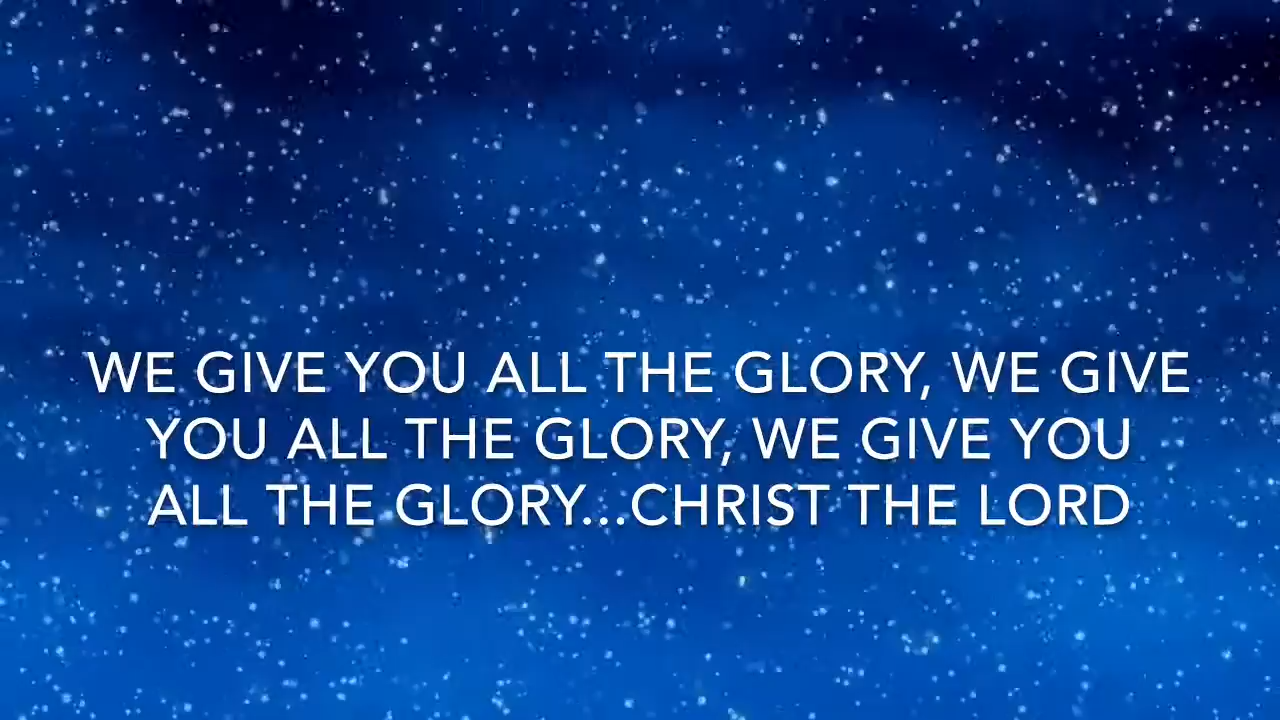 WE GIVE YOU ALL THE GLORY, WE GIVE
YOU ALL THE GLORY, WE GIVE YOU
ALL THE GLORY...CHRIST THE LORD